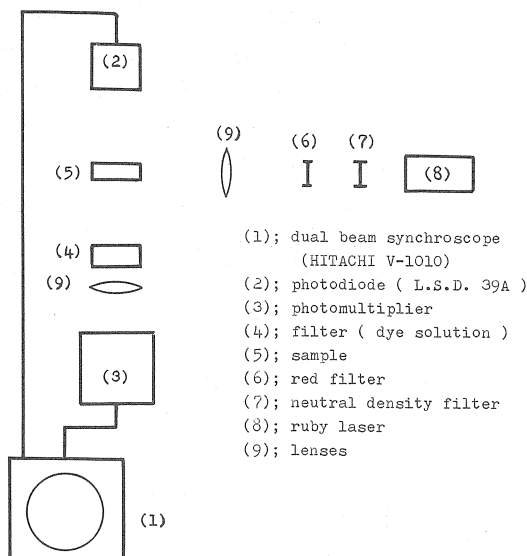 (2)
(9)
(6)
(7)
(5)
(8)
(4)
(9)
(3)
(1)
(1); dual beam synchroscope
(HITACHI V-1010)
(2); photodiode ( L.S.D. 39A )
(3); photomultiplier
(4); filter ( dye solution )
(5); sample
(6); red filter
(7); neutral density filter
(8); ruby laser
(9); lenses